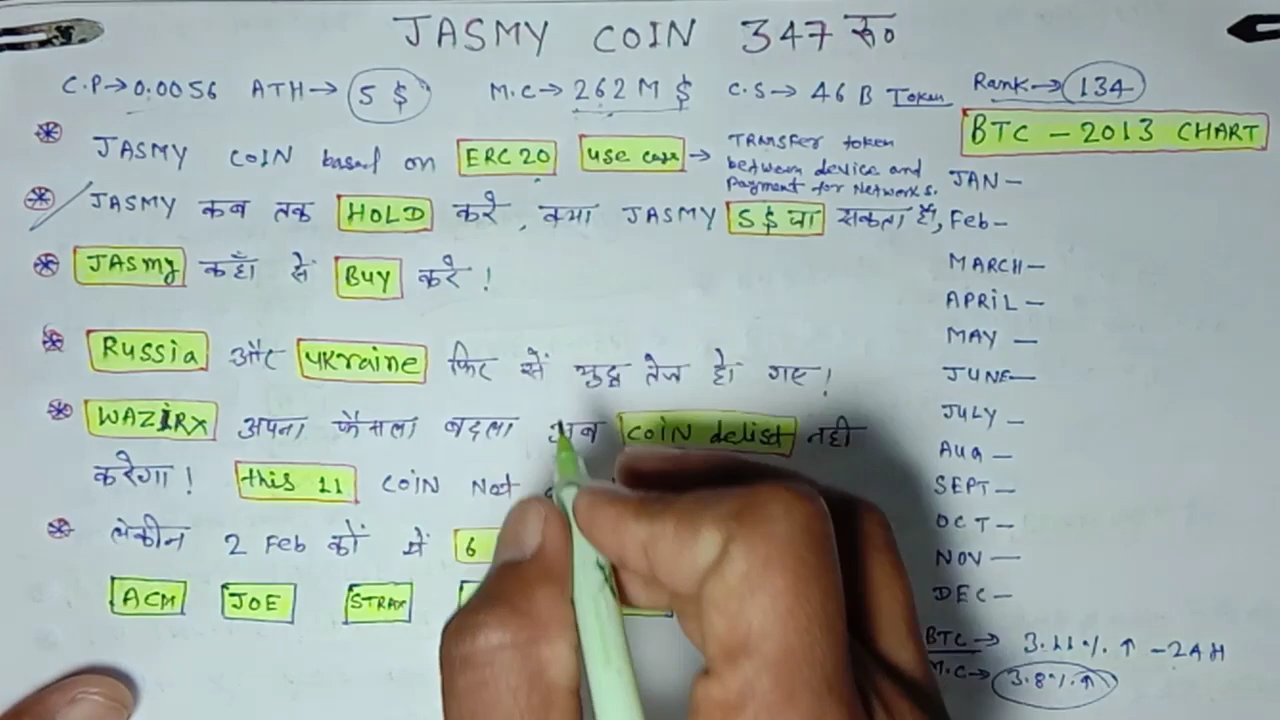 JASMY COIN 347 रू०
C.P→0.0056 ATH→ 5 $ M.C→ 262 M $ C.S→ 46 B Token Rank→ 134
BTC - 2013 CHART
JASMY COIN based on ERC 20 use case → TRANSFER token
between device and
Payment for Networks.
JASMY कब तक HOLD करे, क्या JASMY 5 $ जा सकता हैं,
JASMY कहाँ से BUY करे !
Russia और Ukraine फिर सें युद्ध तेज हो गए !
WAZIRX अपना फैसला बदला अब COIN delist नही
करेगा ! this 11 COIN Not
लेकीन 2 Feb को में 6
ACM JOE STRAX
JAN -
Feb -
MARCH -
APRIL -
MAY -
JUNE -
JULY -
AUG -
SEPT -
OCT -
NOV -
DEC -
BTC → 3.11%. ↑ - 24 H
M.C→ 3.8%.↑